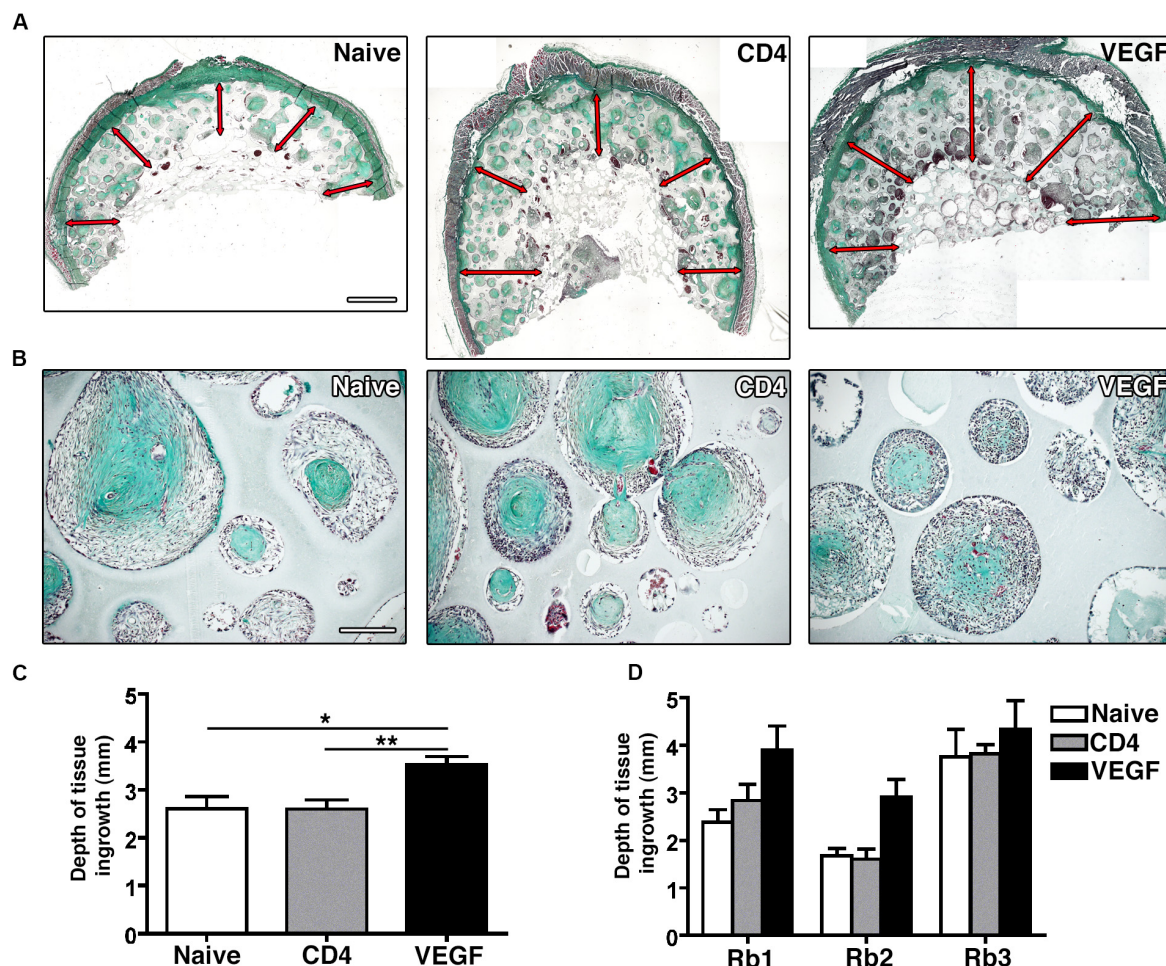 A
Naive
CD4
VEGF
B
Naive
CD4
VEGF
C
D
5
4
3
2
1
0
Depth of tissue
ingrowth (mm)
*
**
Naive
CD4
VEGF
5
4
3
2
1
0
Depth of tissue
ingrowth (mm)
Naive
CD4
VEGF
Rb1
Rb2
Rb3